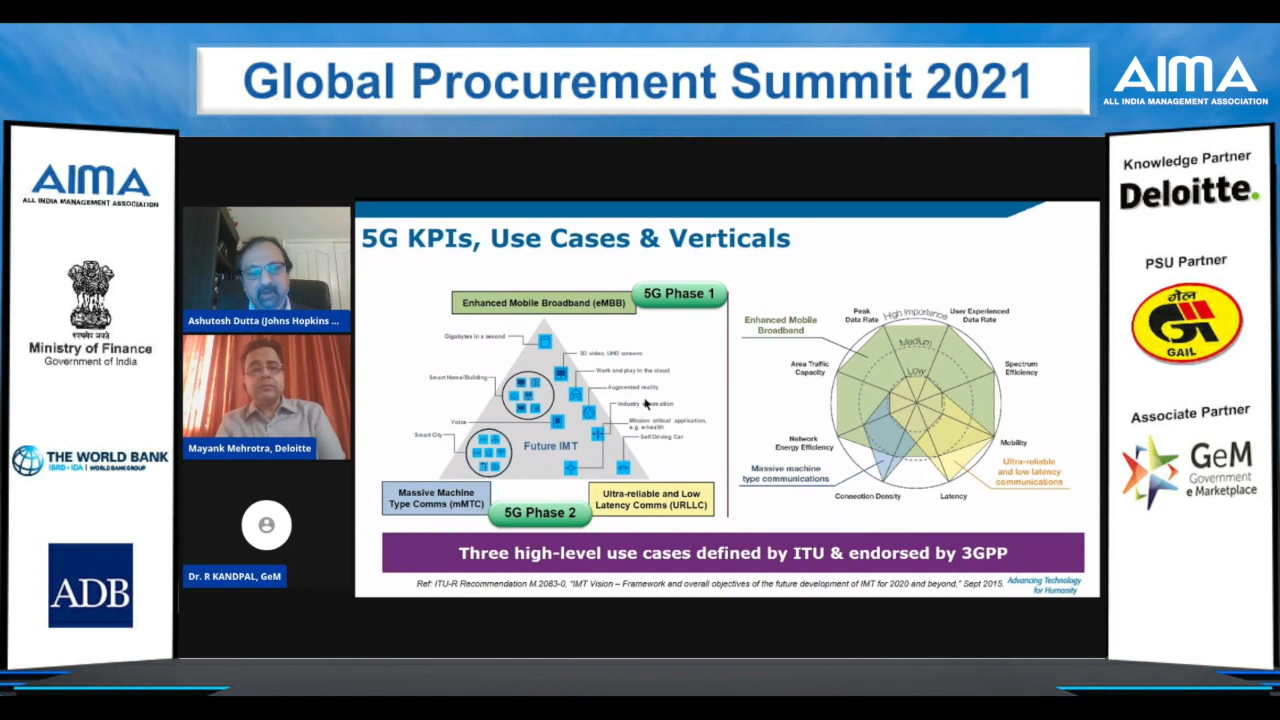 Global Procurement Summit 2021
AIMA
ALL INDIA MANAGEMENT ASSOCIATION
AIMA
ALL INDIA MANAGEMENT ASSOCIATION
सत्यमेव जयते
Ministry of Finance
Government of India
THE WORLD BANK
IBRD • IDA | WORLD BANK GROUP
ADB
Ashutosh Dutta (Johns Hopkins ...
Mayank Mehrotra, Deloitte
Dr. R KANDPAL, GeM
5G KPIs, Use Cases & Verticals
Enhanced Mobile Broadband (eMBB)
5G Phase 1
Gigabytes in a second
3D video, UHD screens
Work and play in the cloud
Smart Home/Building
Augmented reality
Industry automation
Voice
Mission critical application,
e.g. e-health
Smart City
Self Driving Car
Future IMT
Massive Machine
Type Comms (mMTC)
5G Phase 2
Ultra-reliable and Low
Latency Comms (URLLC)
Enhanced Mobile
Broadband
Peak
Data Rate
High Importance
User Experienced
Data Rate
Medium
Area Traffic
Capacity
Low
Spectrum
Efficiency
Network
Energy Efficiency
Mobility
Massive machine
type communications
Ultra-reliable
and low latency
communications
Connection Density
Latency
Three high-level use cases defined by ITU & endorsed by 3GPP
Ref: ITU-R Recommendation M.2083-0, "IMT Vision – Framework and overall objectives of the future development of IMT for 2020 and beyond," Sept 2015.
Advancing Technology
for Humanity
Knowledge Partner
Deloitte.
PSU Partner
गेल
GAIL
Associate Partner
GeM
Government
e Marketplace